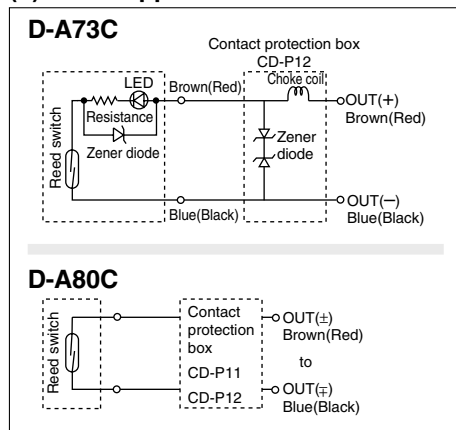 D-A73C
Contact protection box
CD-P12
LED
Brown(Red)
Choke coil
OUT(+)
Brown(Red)
Resistance
Zener diode
Reed switch
Zener
diode
Blue(Black)
OUT(—)
Blue(Black)
D-A80C
Reed switch
Contact
protection
box
CD-P11
CD-P12
OUT(±)
Brown(Red)
to
OUT(∓)
Blue(Black)